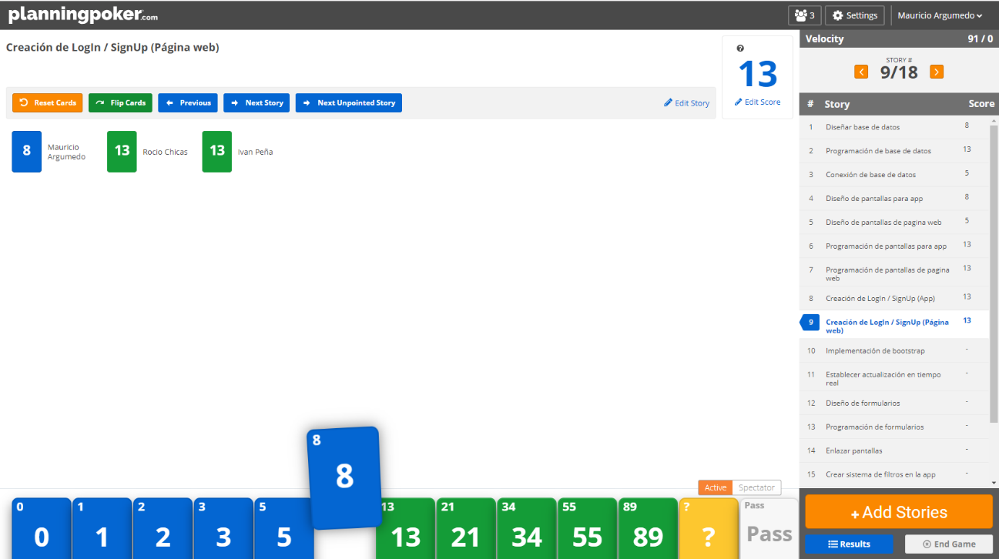 planningpoker.com
3
Settings
Mauricio Argumedo
Creación de LogIn / SignUp (Página web)
?
13
Edit Score
Reset Cards
Flip Cards
Previous
Next Story
Next Unpointed Story
Edit Story
8
Mauricio
Argumedo
13
Rocio Chicas
13
Ivan Peña
Velocity 91 / 0
STORY #
9/18
# Story Score
1 Diseñar base de datos 8
2 Programación de base de datos 13
3 Conexión de base de datos 5
4 Diseño de pantallas para app 8
5 Diseño de pantallas de pagina web 5
6 Programación de pantallas para app 13
7 Programación de pantallas de pagina 13
web
8 Creación de LogIn / SignUp (App) 13
9 Creación de LogIn / SignUp (Página 13
web)
10 Implementación de bootstrap -
11 Establecer actualización en tiempo -
real
12 Diseño de formularios -
13 Programación de formularios -
14 Enlazar pantallas -
15 Crear sistema de filtros en la app -
Active Spectator
0
0
1
1
2
2
3
3
5
5
8
8
13
13
21
21
34
34
55
55
89
89
?
?
Pass
Pass
+ Add Stories
Results
End Game